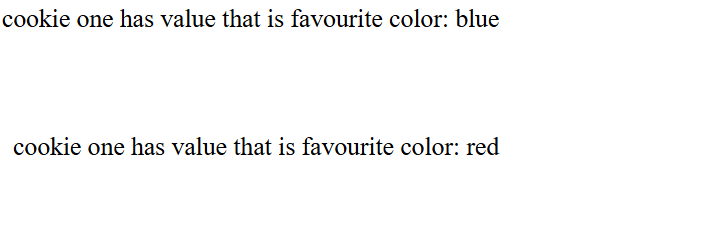 cookie one has value that is favourite color: blue
cookie one has value that is favourite color: red